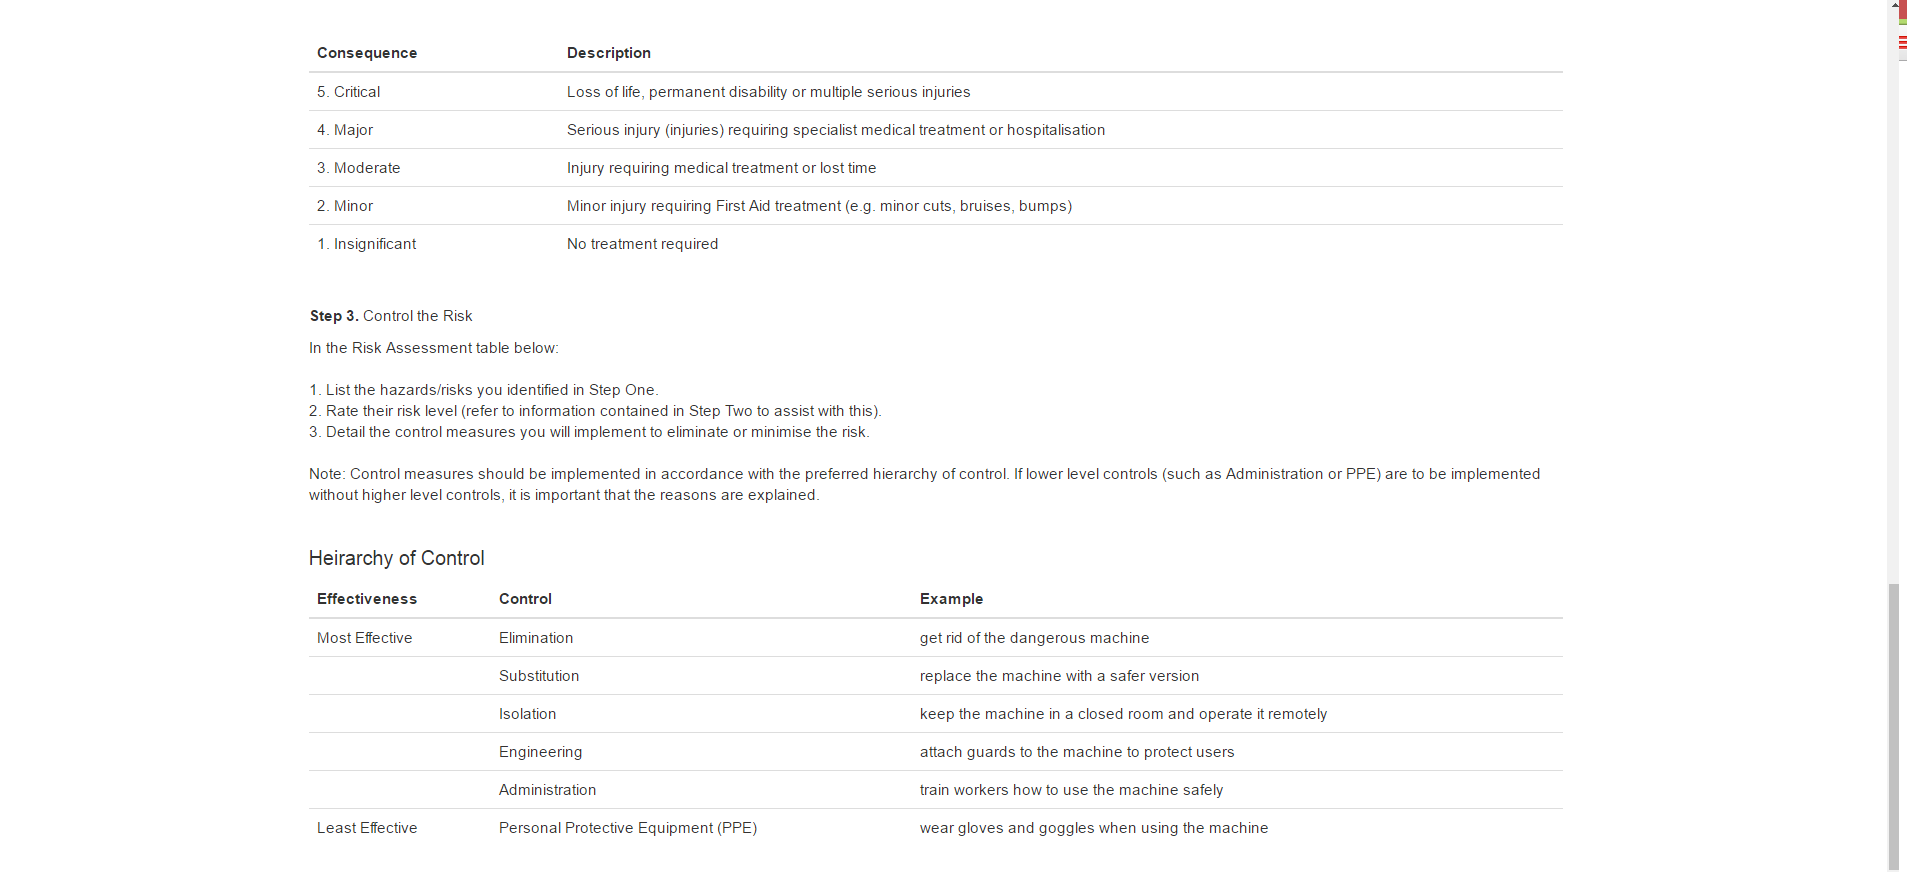 Consequence Description
5. Critical Loss of life, permanent disability or multiple serious injuries
4. Major Serious injury (injuries) requiring specialist medical treatment or hospitalisation
3. Moderate Injury requiring medical treatment or lost time
2. Minor Minor injury requiring First Aid treatment (e.g. minor cuts, bruises, bumps)
1. Insignificant No treatment required
Step 3. Control the Risk
In the Risk Assessment table below:
1. List the hazards/risks you identified in Step One.
2. Rate their risk level (refer to information contained in Step Two to assist with this).
3. Detail the control measures you will implement to eliminate or minimise the risk.
Note: Control measures should be implemented in accordance with the preferred hierarchy of control. If lower level controls (such as Administration or PPE) are to be implemented
without higher level controls, it is important that the reasons are explained.
Heirarchy of Control
Effectiveness Control Example
Most Effective Elimination get rid of the dangerous machine
Substitution replace the machine with a safer version
Isolation keep the machine in a closed room and operate it remotely
Engineering attach guards to the machine to protect users
Administration train workers how to use the machine safely
Least Effective Personal Protective Equipment (PPE) wear gloves and goggles when using the machine